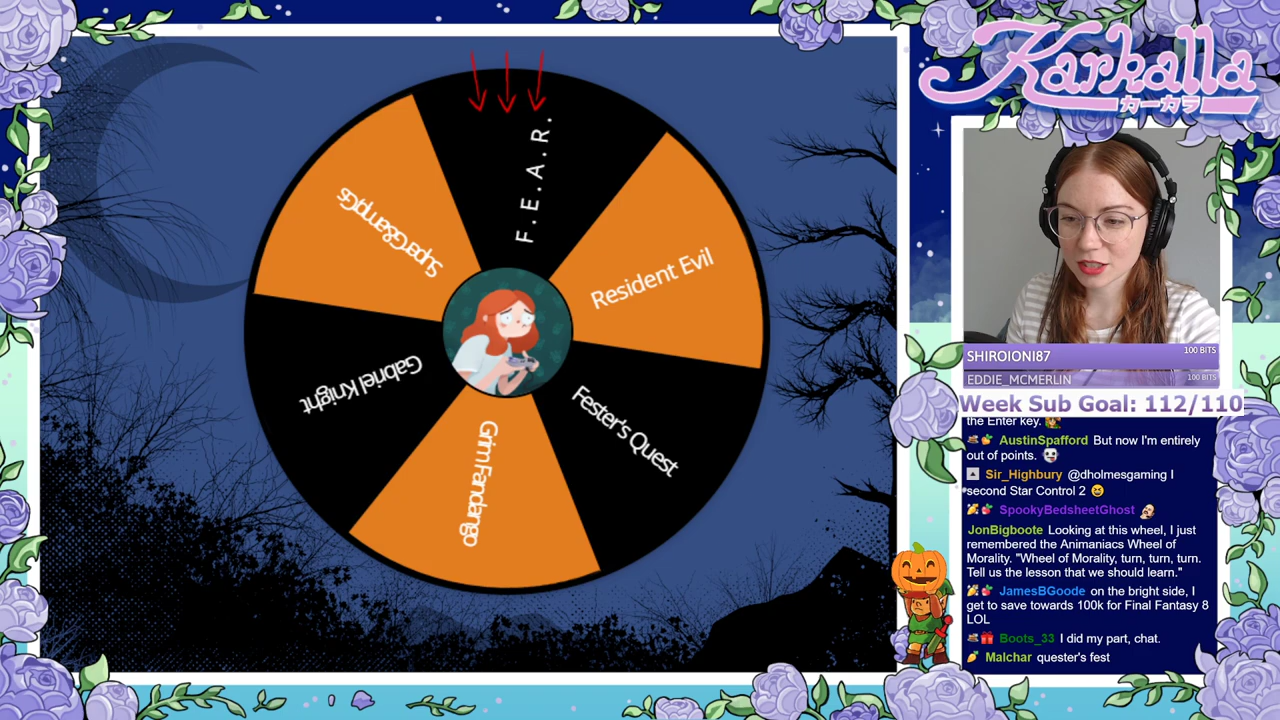 Karkalla
カーカラ
F.E.A.R.
Resident Evil
Fester's Quest
Grim Fandango
Gabriel Knight
SHIROIONI87 100 BITS
EDDIE_MCMERLIN 100 BITS
Week Sub Goal: 112/110
the Enter key.
AustinSpafford But now I'm entirely
out of points.
Sir_Highbury @dholmesgaming I
second Star Control 2
SpookyBedsheetGhost
JonBigboote Looking at this wheel, I just
remembered the Animaniacs Wheel of
Morality. "Wheel of Morality, turn, turn, turn.
Tell us the lesson that we should learn."
JamesBGoode on the bright side, I
get to save towards 100k for Final Fantasy 8
LOL
Boots_33 I did my part, chat.
Malchar quester's fest